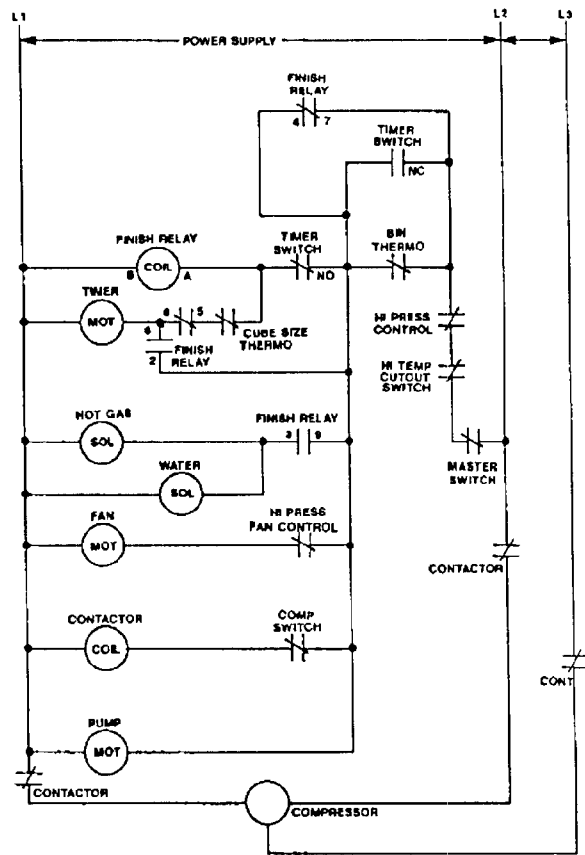 L1
L2
L3
POWER SUPPLY
FINISH
RELAY
4 7
TIMER
SWITCH
NC
FINISH RELAY
B COIL A
TIMER
SWITCH
NO
BIN
THERMO
TIMER
MOT
6 5
4
CUBE SIZE
THERMO
2
FINISH
RELAY
HI PRESS
CONTROL
HI TEMP
CUTOUT
SWITCH
HOT GAS
SOL
FINISH RELAY
3 9
MASTER
SWITCH
WATER
SOL
FAN
MOT
HI PRESS
FAN CONTROL
CONTACTOR
CONTACTOR
COIL
COMP
SWITCH
CONT
PUMP
MOT
CONTACTOR
COMPRESSOR